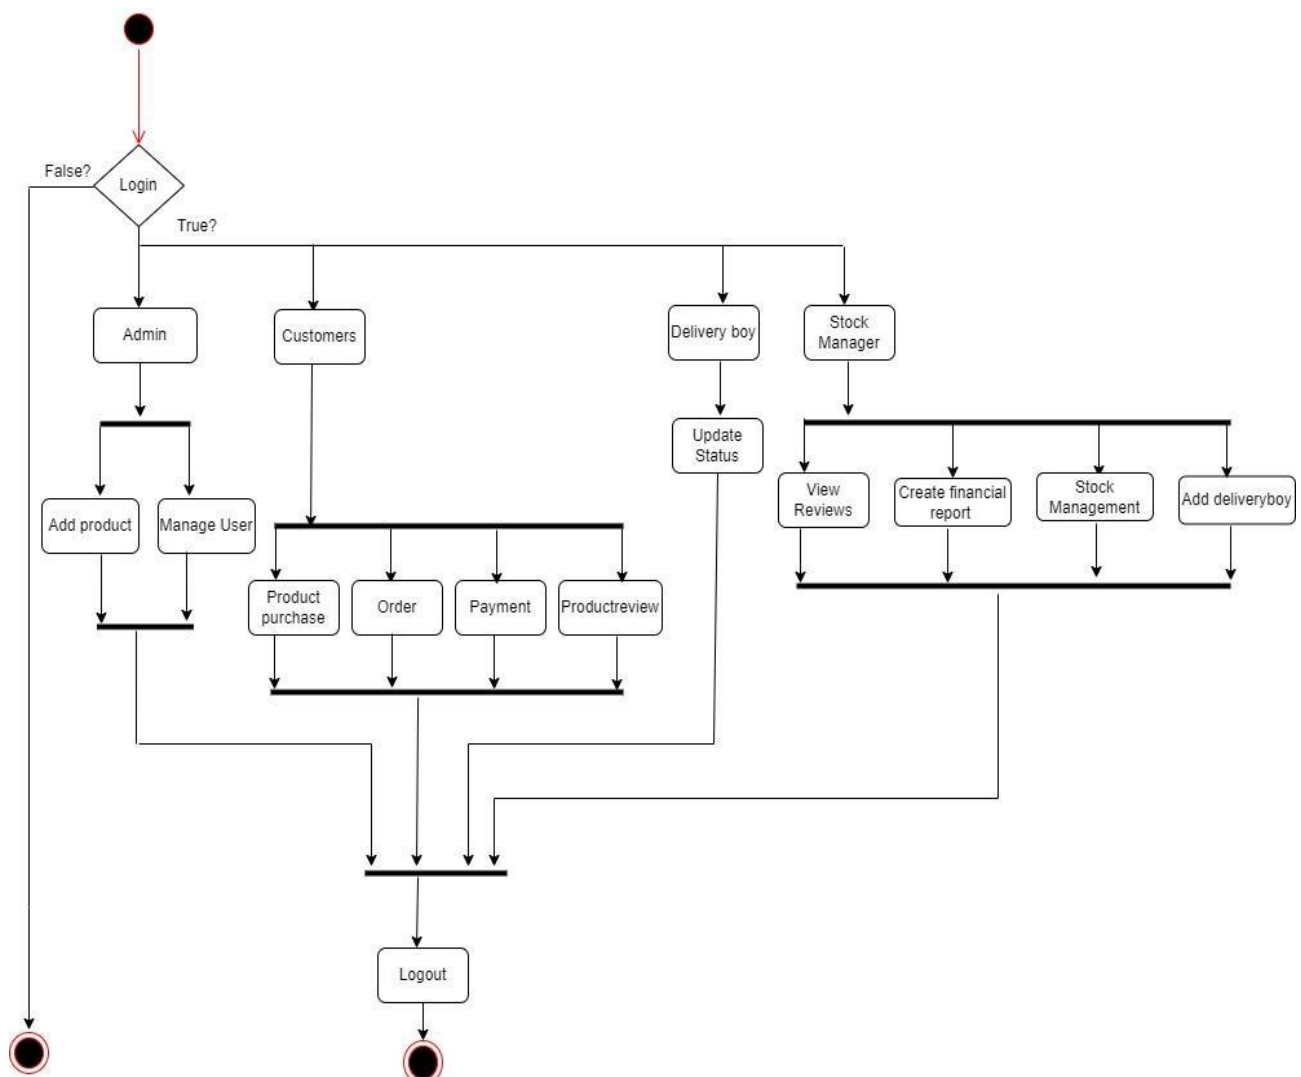 False?
Login
True?
Admin
Customers
Delivery boy
Stock
Manager
Update
Status
View
Reviews
Create financial
report
Stock
Management
Add deliveryboy
Add product
Manage User
Product
purchase
Order
Payment
Productreview
Logout